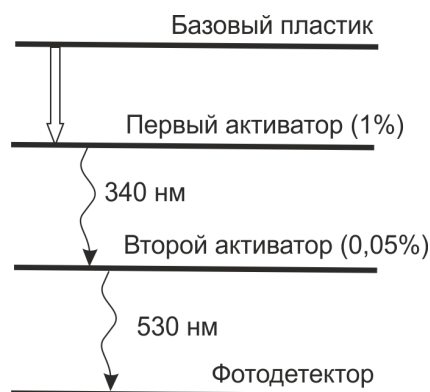 Базовый пластик
Первый активатор (1%)
340 нм
Второй активатор (0,05%)
530 нм
Фотодетектор